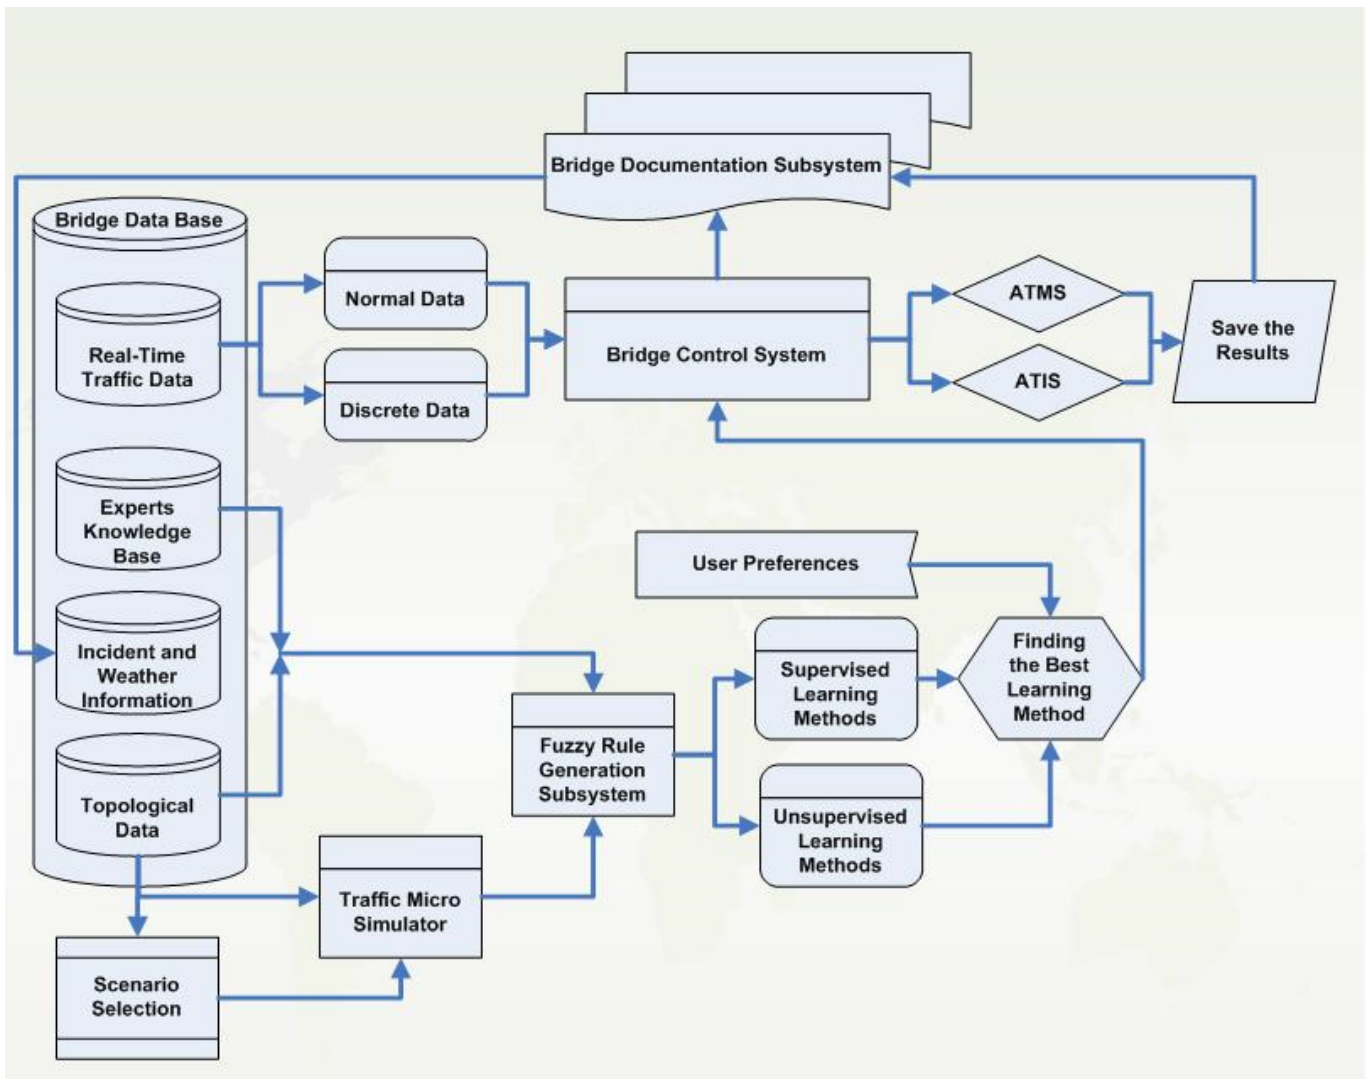 Bridge Documentation Subsystem
Bridge Data Base
Real-Time
Traffic Data
Normal Data
Discrete Data
Bridge Control System
ATMS
ATIS
Save the
Results
Experts
Knowledge
Base
User Preferences
Incident and
Weather
Information
Supervised
Learning
Methods
Finding
the Best
Learning
Method
Fuzzy Rule
Generation
Subsystem
Topological
Data
Unsupervised
Learning
Methods
Traffic Micro
Simulator
Scenario
Selection